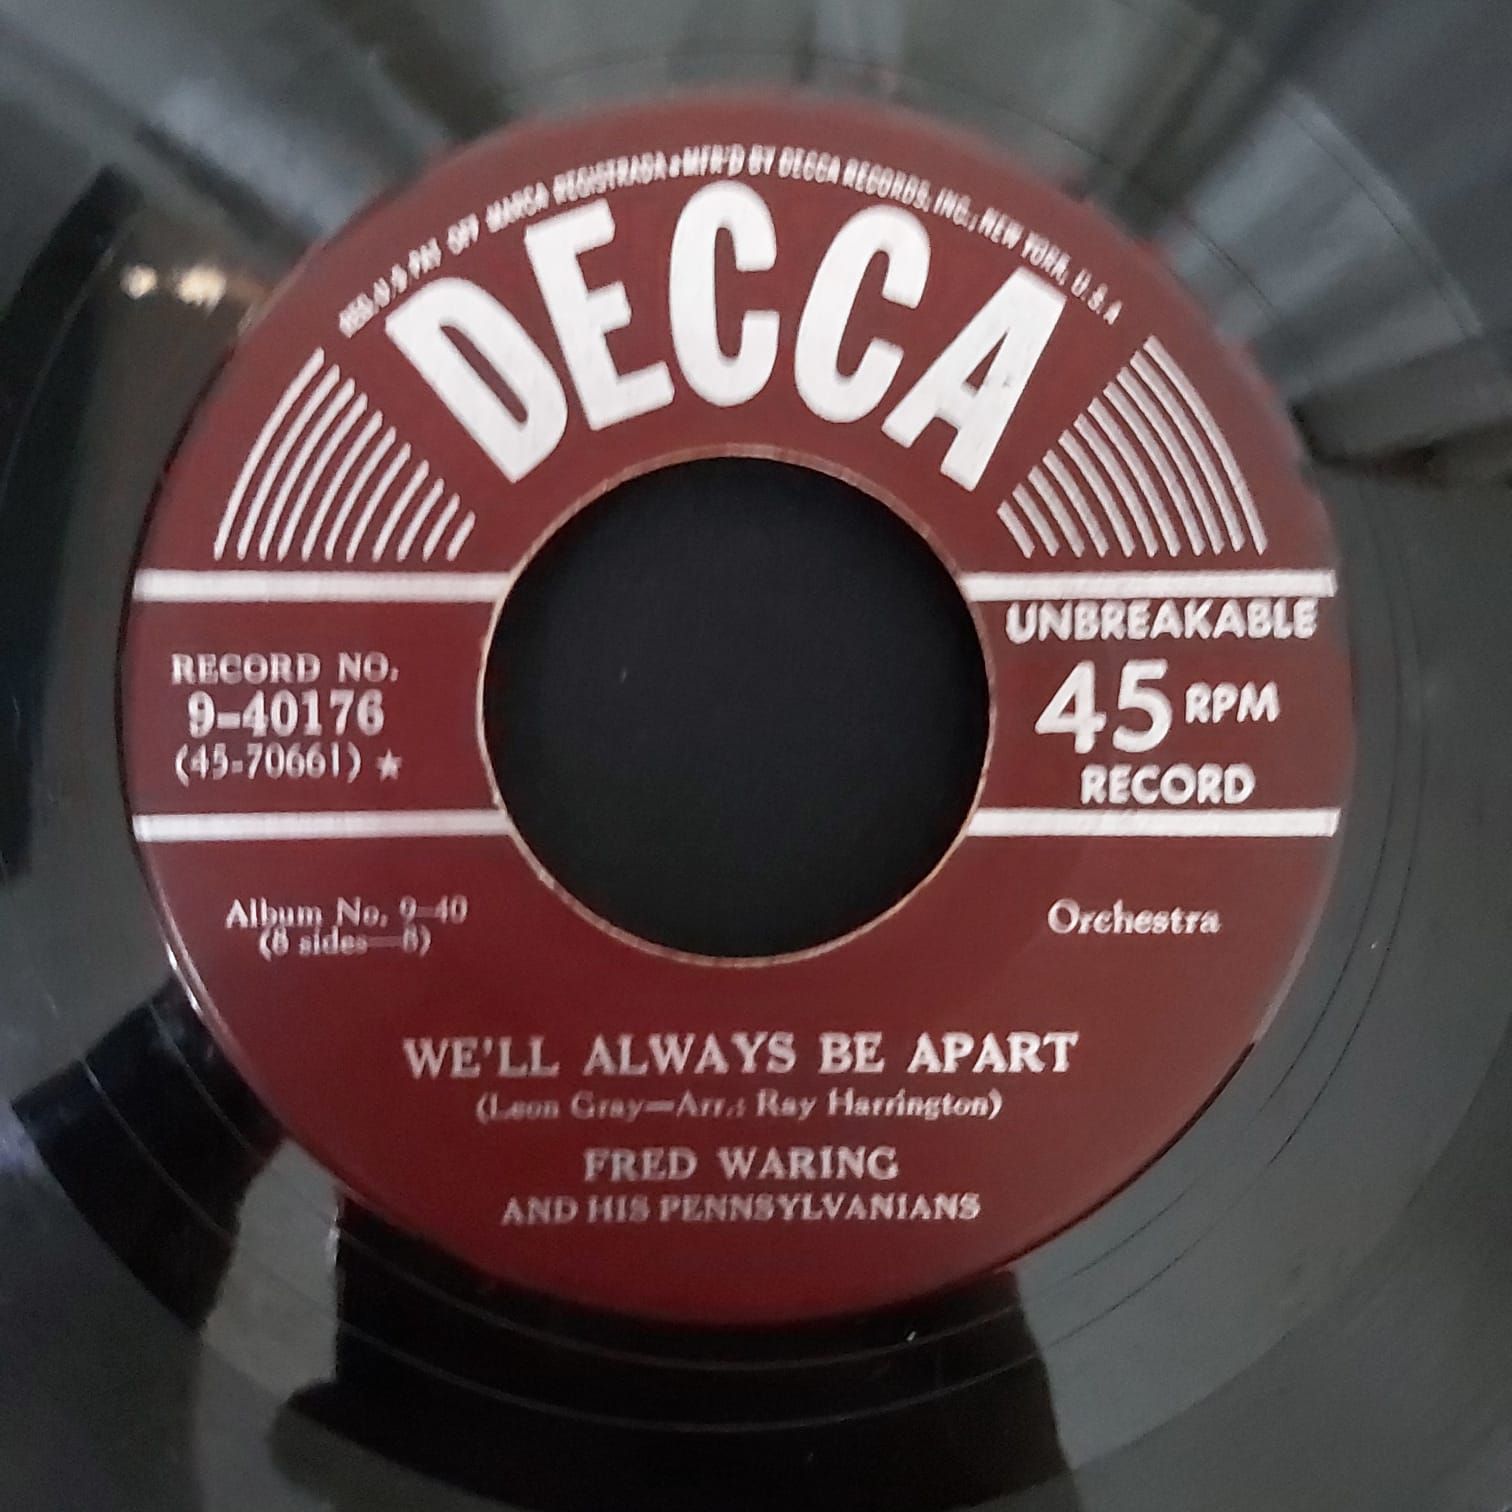 REG. U.S. PAT. OFF. MARCA REGISTRADA ★ MFR'D BY DECCA RECORDS, INC., NEW YORK, U.S.A
DECCA
RECORD NO.
9-40176
(45-70661) ★
UNBREAKABLE
45 RPM
RECORD
Album No. 9-40
(8 sides—8)
Orchestra
WE'LL ALWAYS BE APART
(Leon Gray—Arr.: Ray Harrington)
FRED WARING
AND HIS PENNSYLVANIANS